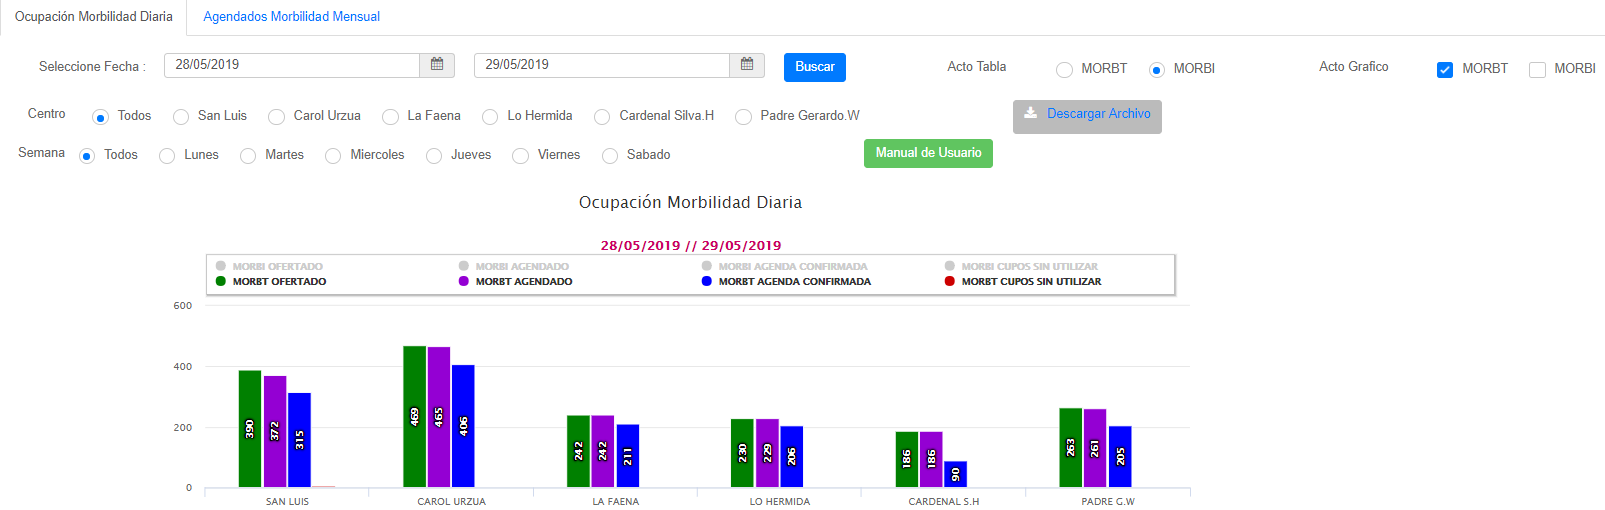 Ocupación Morbilidad Diaria Agendados Morbilidad Mensual
Seleccione Fecha : 28/05/2019 29/05/2019 Buscar Acto Tabla MORBT MORBI Acto Grafico MORBT MORBI
Centro Todos San Luis Carol Urzua La Faena Lo Hermida Cardenal Silva.H Padre Gerardo.W Descargar Archivo
Semana Todos Lunes Martes Miercoles Jueves Viernes Sabado Manual de Usuario
Ocupación Morbilidad Diaria
28/05/2019 // 29/05/2019
MORBI OFERTADO MORBI AGENDADO MORBI AGENDA CONFIRMADA MORBI CUPOS SIN UTILIZAR
MORBT OFERTADO MORBT AGENDADO MORBT AGENDA CONFIRMADA MORBT CUPOS SIN UTILIZAR
600
400
200
0
390 372 315 469 465 406 242 242 211 230 229 206 186 186 90 263 261 205
SAN LUIS CAROL URZUA LA FAENA LO HERMIDA CARDENAL S.H PADRE G.W